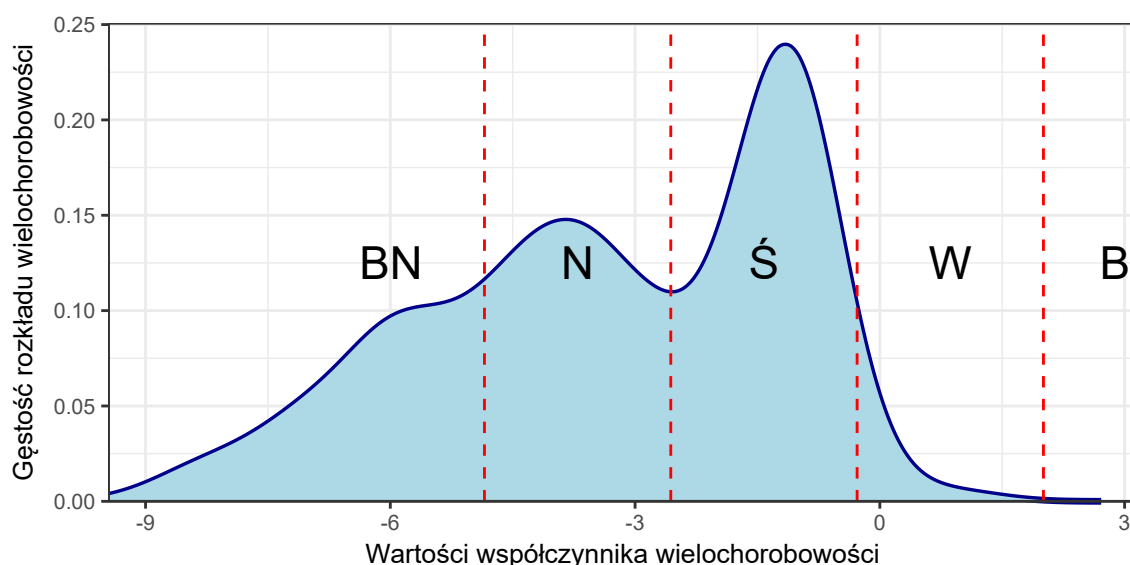 Gęstość rozkładu wielochorobowości
0.25
0.20
0.15
0.10
0.05
0.00
BN N Ś W B
-9 -6 -3 0 3
Wartości współczynnika wielochorobowości